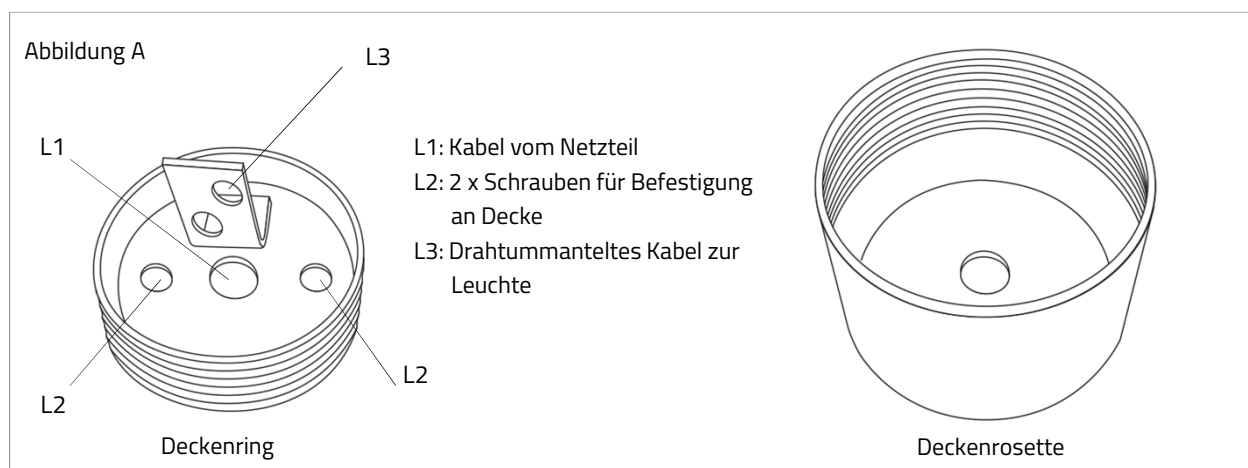 Abbildung A
L3
L1
L1: Kabel vom Netzteil
L2: 2 x Schrauben für Befestigung
an Decke
L3: Drahtummanteltes Kabel zur
Leuchte
L2
L2
Deckenring
Deckenrosette